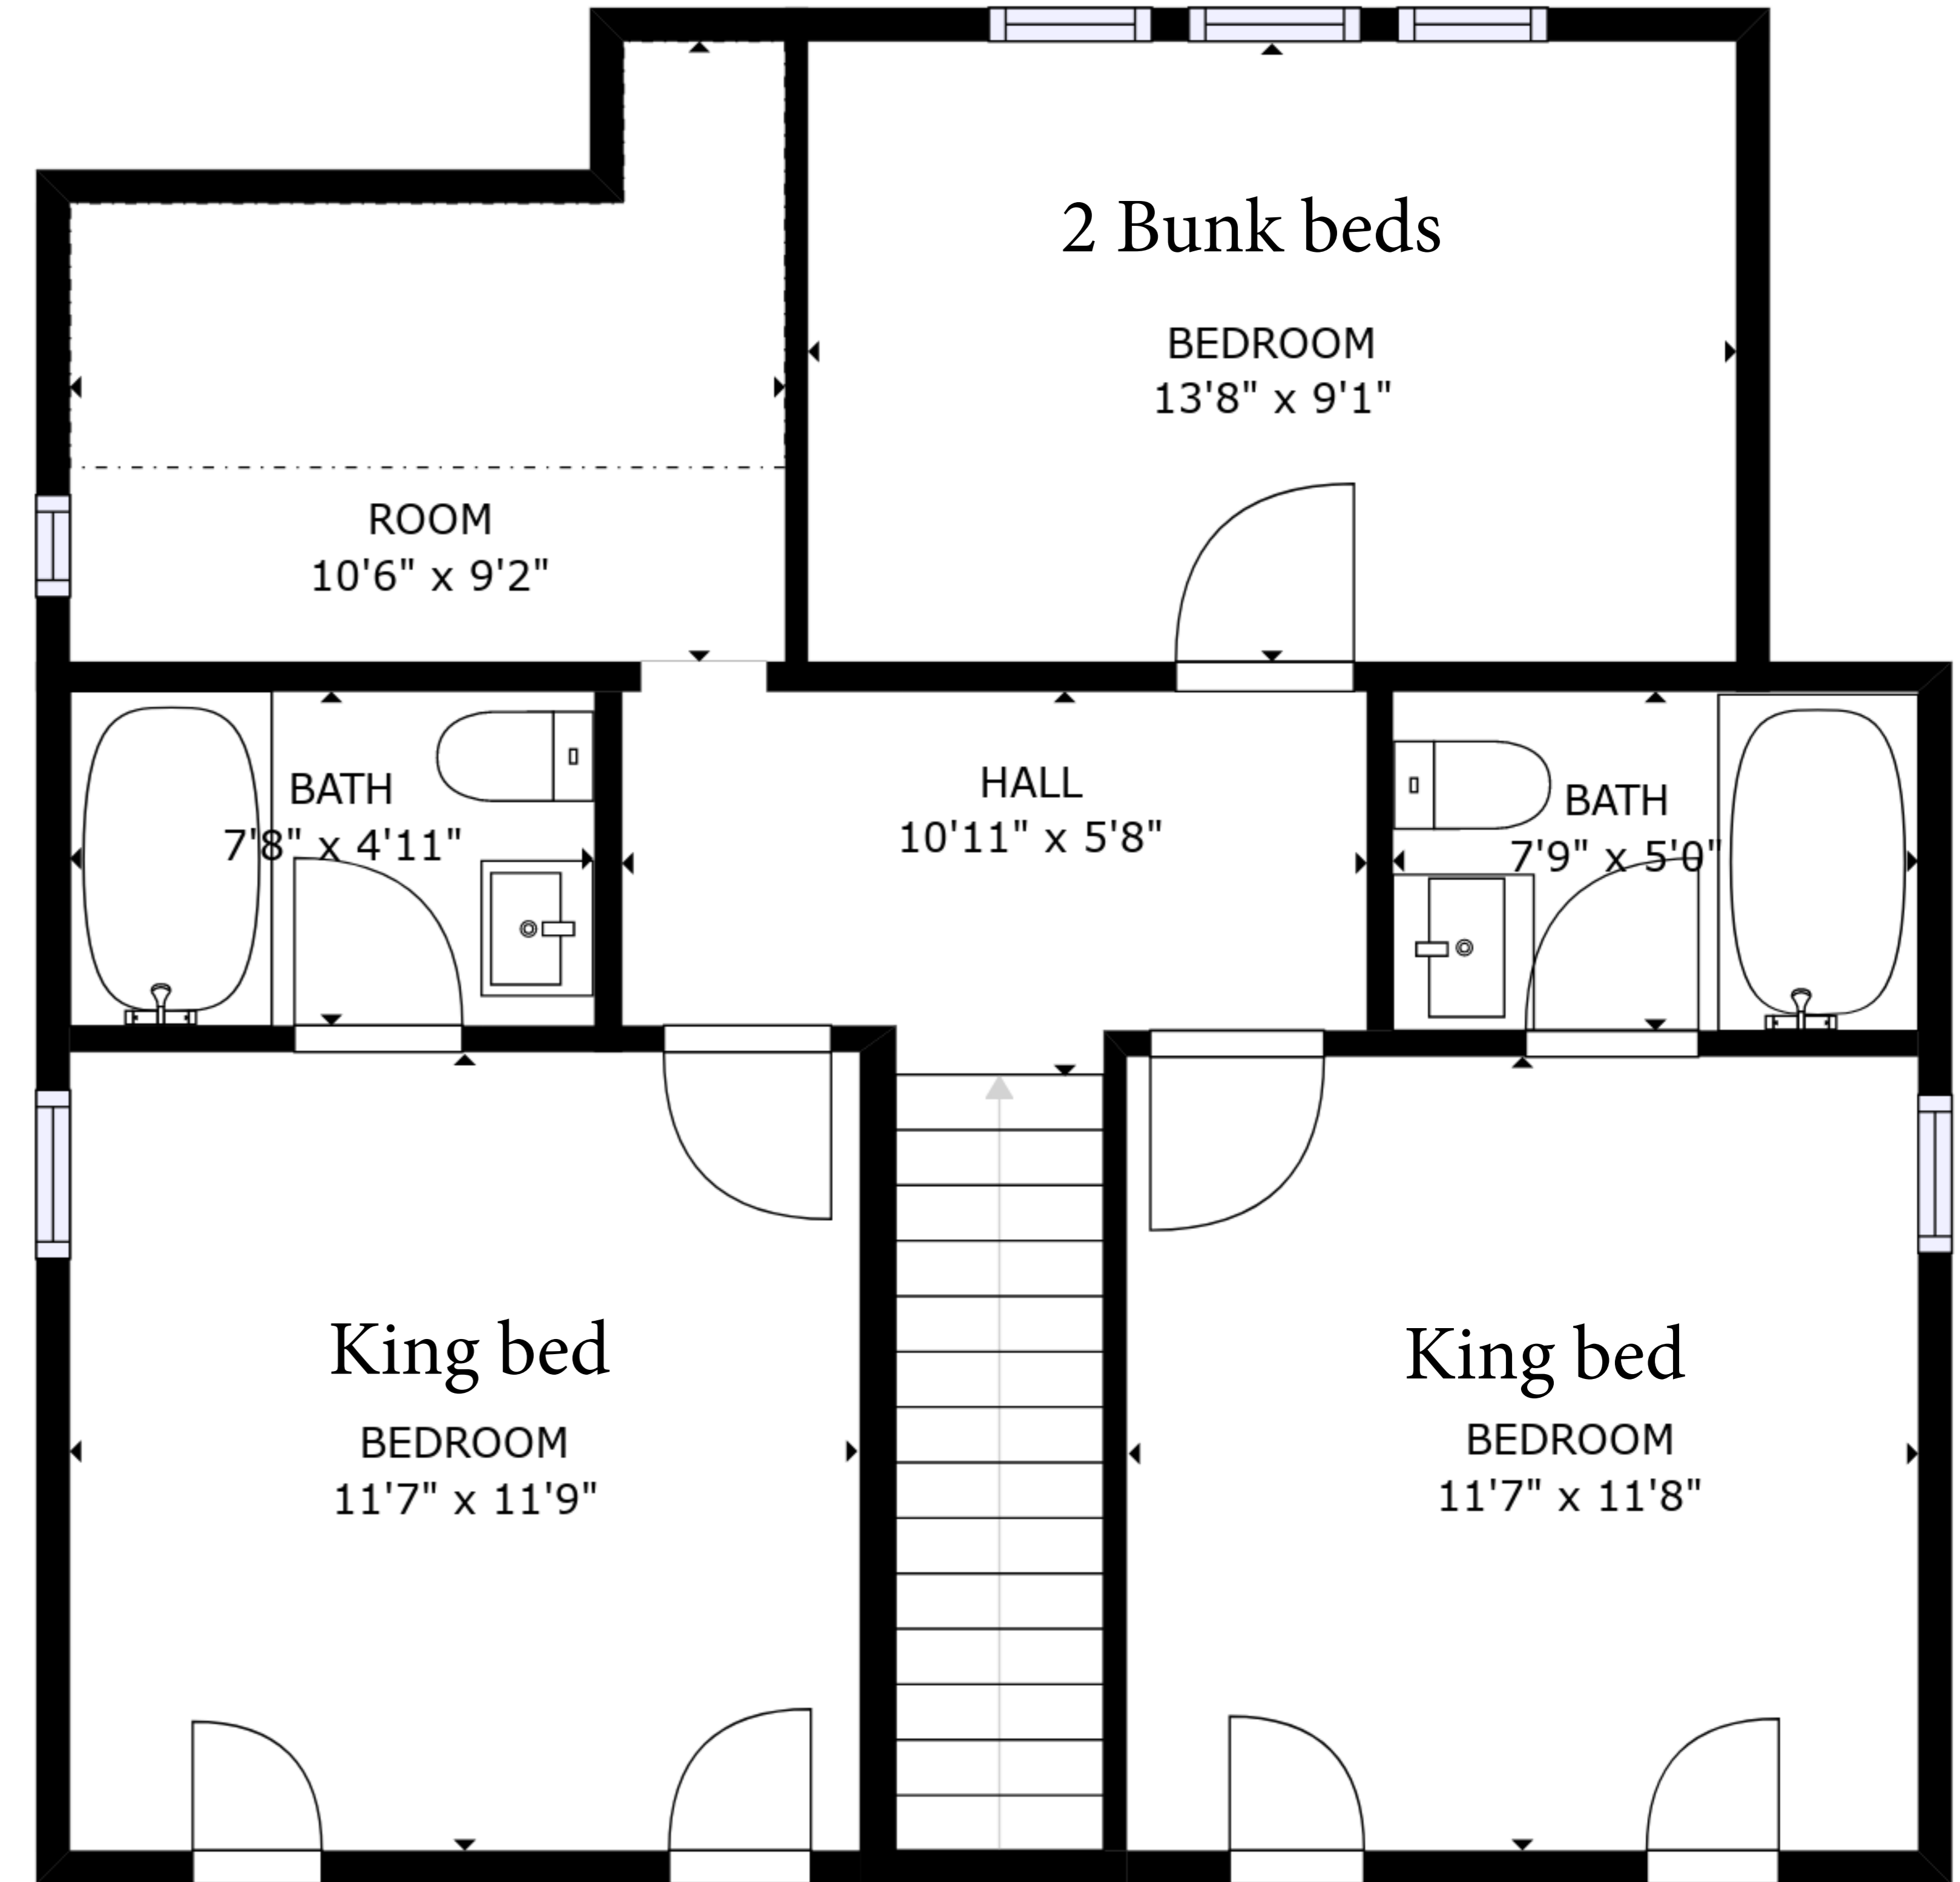 2 Bunk beds
BEDROOM
13'8" x 9'1"
ROOM
10'6" x 9'2"
BATH
7'8" x 4'11"
HALL
10'11" x 5'8"
BATH
7'9" x 5'0"
King bed
BEDROOM
11'7" x 11'9"
King bed
BEDROOM
11'7" x 11'8"